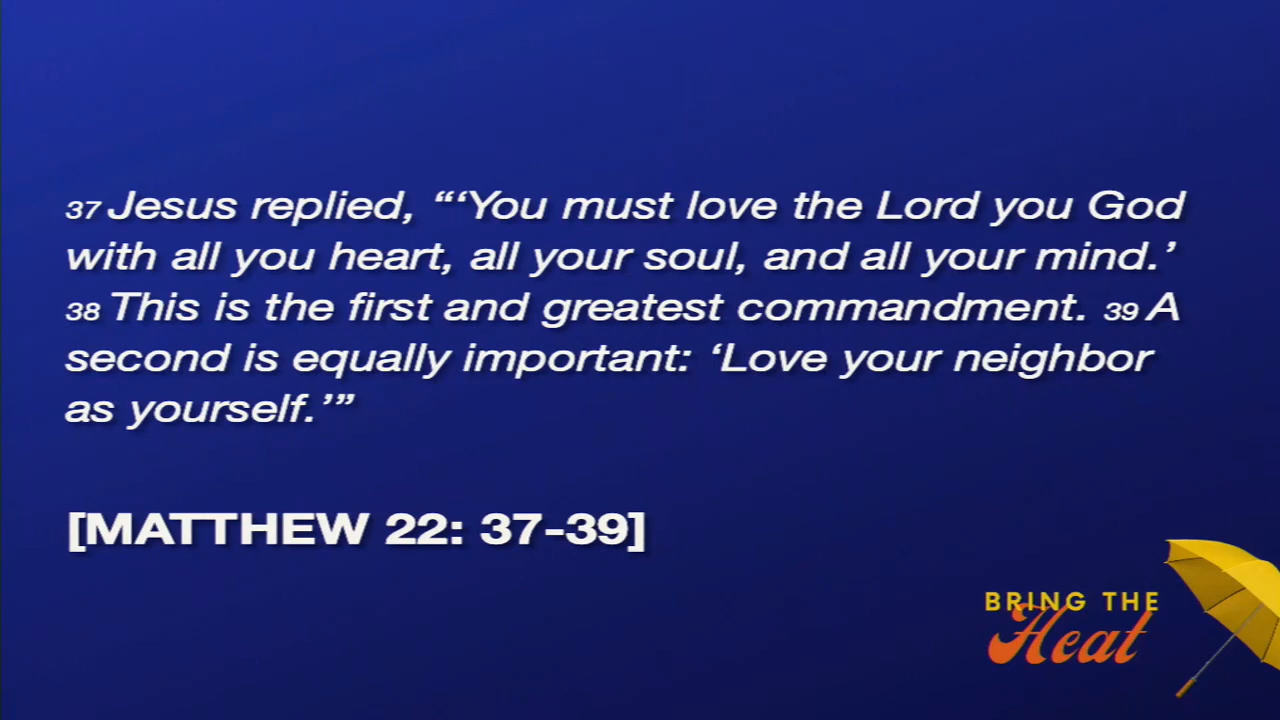 37 Jesus replied, “‘You must love the Lord you God
with all you heart, all your soul, and all your mind.’
38 This is the first and greatest commandment. 39 A
second is equally important: ‘Love your neighbor
as yourself.’”
[MATTHEW 22: 37-39]
BRING THE
Heat